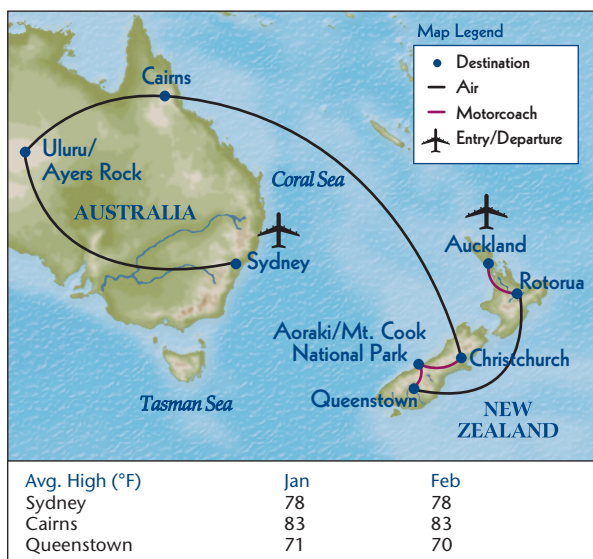 Map Legend
Destination
Air
Motorcoach
Entry/Departure
Cairns
Uluru/
Ayers Rock
Coral Sea
AUSTRALIA
Sydney
Auckland
Rotorua
Aoraki/Mt. Cook
National Park
Christchurch
Queenstown
Tasman Sea
NEW
ZEALAND
Avg. High (°F) Jan Feb
Sydney 78 78
Cairns 83 83
Queenstown 71 70